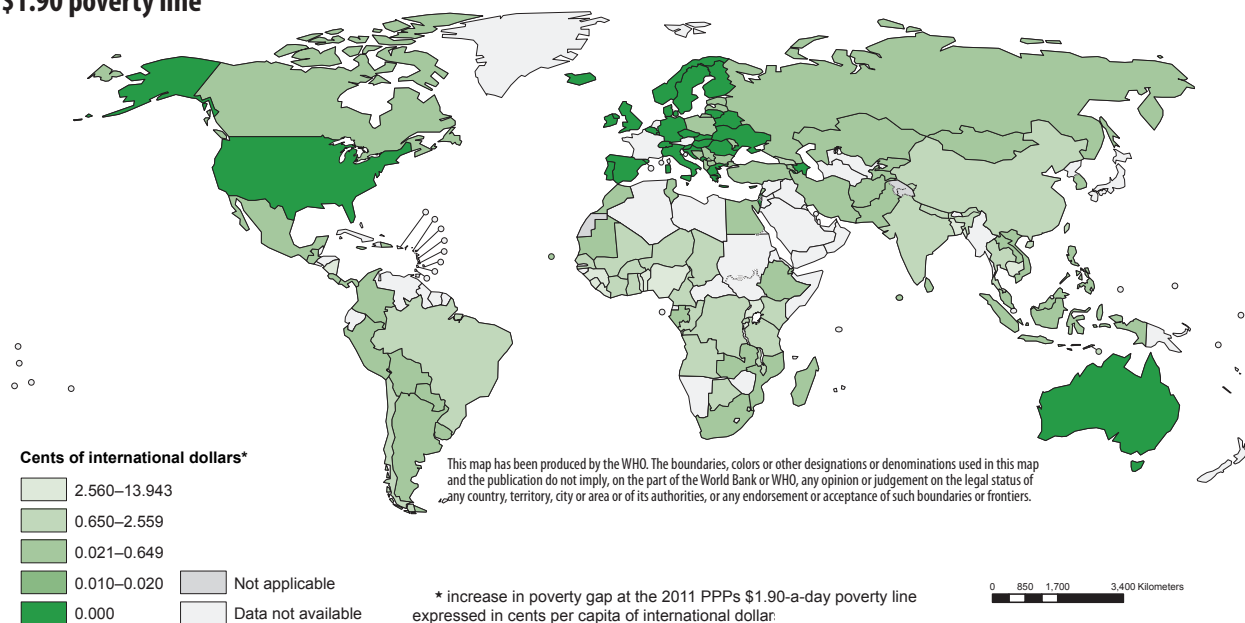 $1.90 poverty line
Cents of international dollars*
2.560–13.943
0.650–2.559
0.021–0.649
0.010–0.020
0.000
Not applicable
Data not available
This map has been produced by the WHO. The boundaries, colors or other designations or denominations used in this map
and the publication do not imply, on the part of the World Bank or WHO, any opinion or judgement on the legal status of
any country, territory, city or area or of its authorities, or any endorsement or acceptance of such boundaries or frontiers.
* increase in poverty gap at the 2011 PPPs $1.90-a-day poverty line
expressed in cents per capita of international dollar
0 850 1,700 3,400 Kilometers